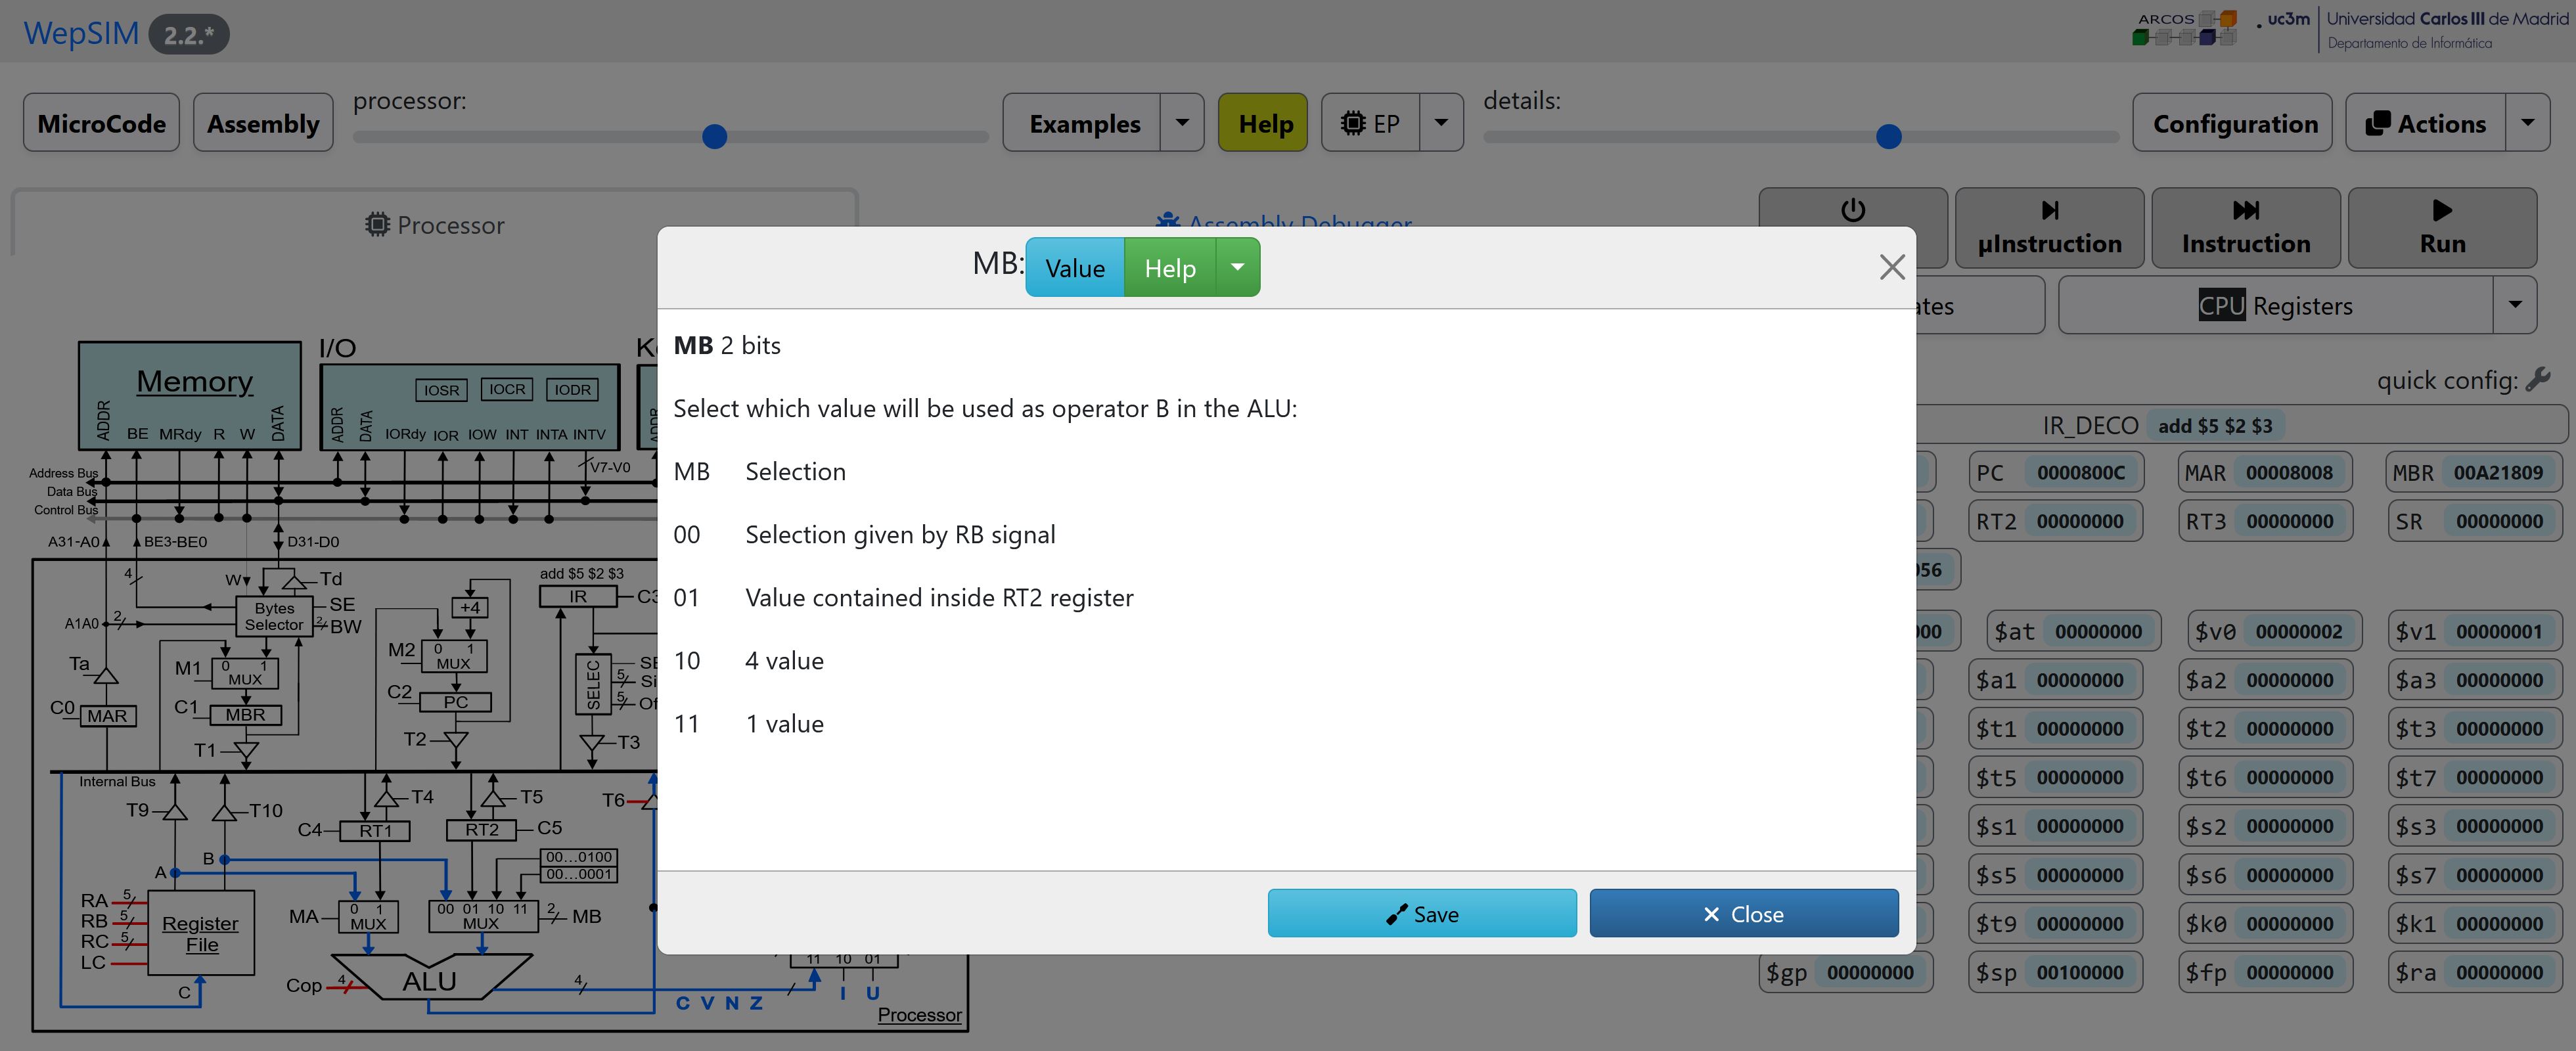 WepSIM 2.2.*
ARCOS
uc3m Universidad Carlos III de Madrid
Departamento de Informática
MicroCode Assembly processor: Examples Help EP details: Configuration Actions
Processor Assembly Debugger
µInstruction Instruction Run
CPU Registers
MB: Value Help
MB 2 bits
Select which value will be used as operator B in the ALU:
MB Selection
00 Selection given by RB signal
01 Value contained inside RT2 register
10 4 value
11 1 value
Save Close
quick config:
IR_DECO add $5 $2 $3
PC 0000800C MAR 00008008 MBR 00A21809
RT2 00000000 RT3 00000000 SR 00000000
$at 00000000 $v0 00000002 $v1 00000001
$a1 00000000 $a2 00000000 $a3 00000000
$t1 00000000 $t2 00000000 $t3 00000000
$t5 00000000 $t6 00000000 $t7 00000000
$s1 00000000 $s2 00000000 $s3 00000000
$s5 00000000 $s6 00000000 $s7 00000000
$t9 00000000 $k0 00000000 $k1 00000000
$gp 00000000 $sp 00100000 $fp 00000000 $ra 00000000
Memory
ADDR BE MRdy R W DATA
I/O
IOSR IOCR IODR
ADDR DATA IORdy IOR IOW INT INTA INTV
V7-V0
Address Bus
Data Bus
Control Bus
A31-A0 BE3-BE0 D31-D0
4 W Td
Bytes Selector SE BW
A1A0 2 2
Ta
M1 0 1 MUX
C0 MAR C1 MBR
T1
+4
M2 0 1 MUX
C2 PC
T2
add $5 $2 $3
IR
SELEC
5
5
T3
Internal Bus
T9 T10 T4 T5 T6
C4 RT1 RT2 C5
B
A
00...0100
00...0001
RA 5
RB 5
RC 5
LC
Register File
C
MA 0 1 MUX
00 01 10 11 MUX 2 MB
Cop 4 ALU 4
C V N Z
11 10 01
I U
Processor